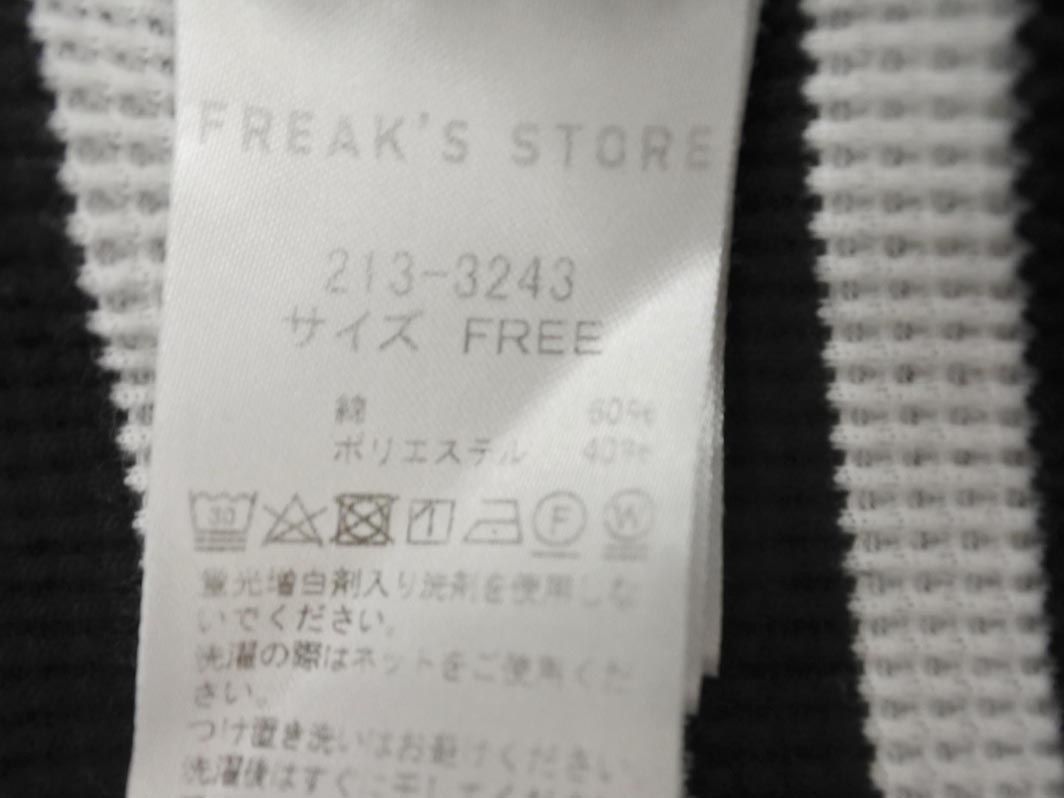 FREAK'S STORE
213-3243
サイズ FREE
綿 60%
ポリエステル 40%
30 F W
蛍光増白剤入り洗剤を使用しな
いでください。
洗濯の際はネットをご使用くだ
さい。
つけ置き洗いはお避けください。
洗濯後はすぐに干してください